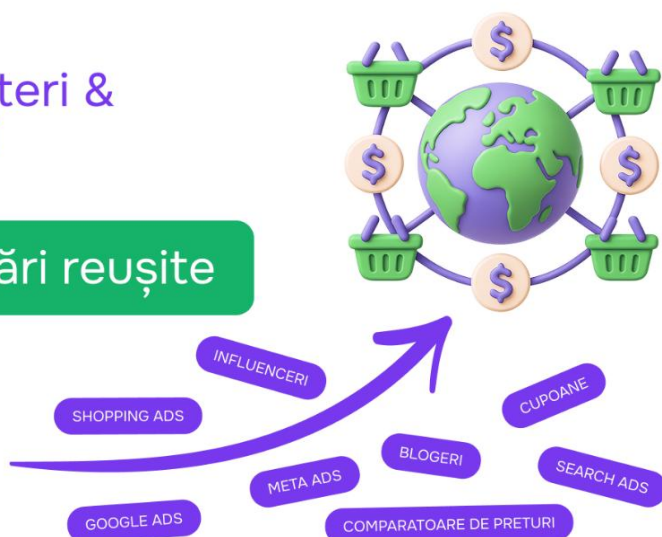 teri &
ări reușite
INFLUENCERI
SHOPPING ADS
CUPOANE
BLOGERI
META ADS
SEARCH ADS
GOOGLE ADS
COMPARATOARE DE PRETURI